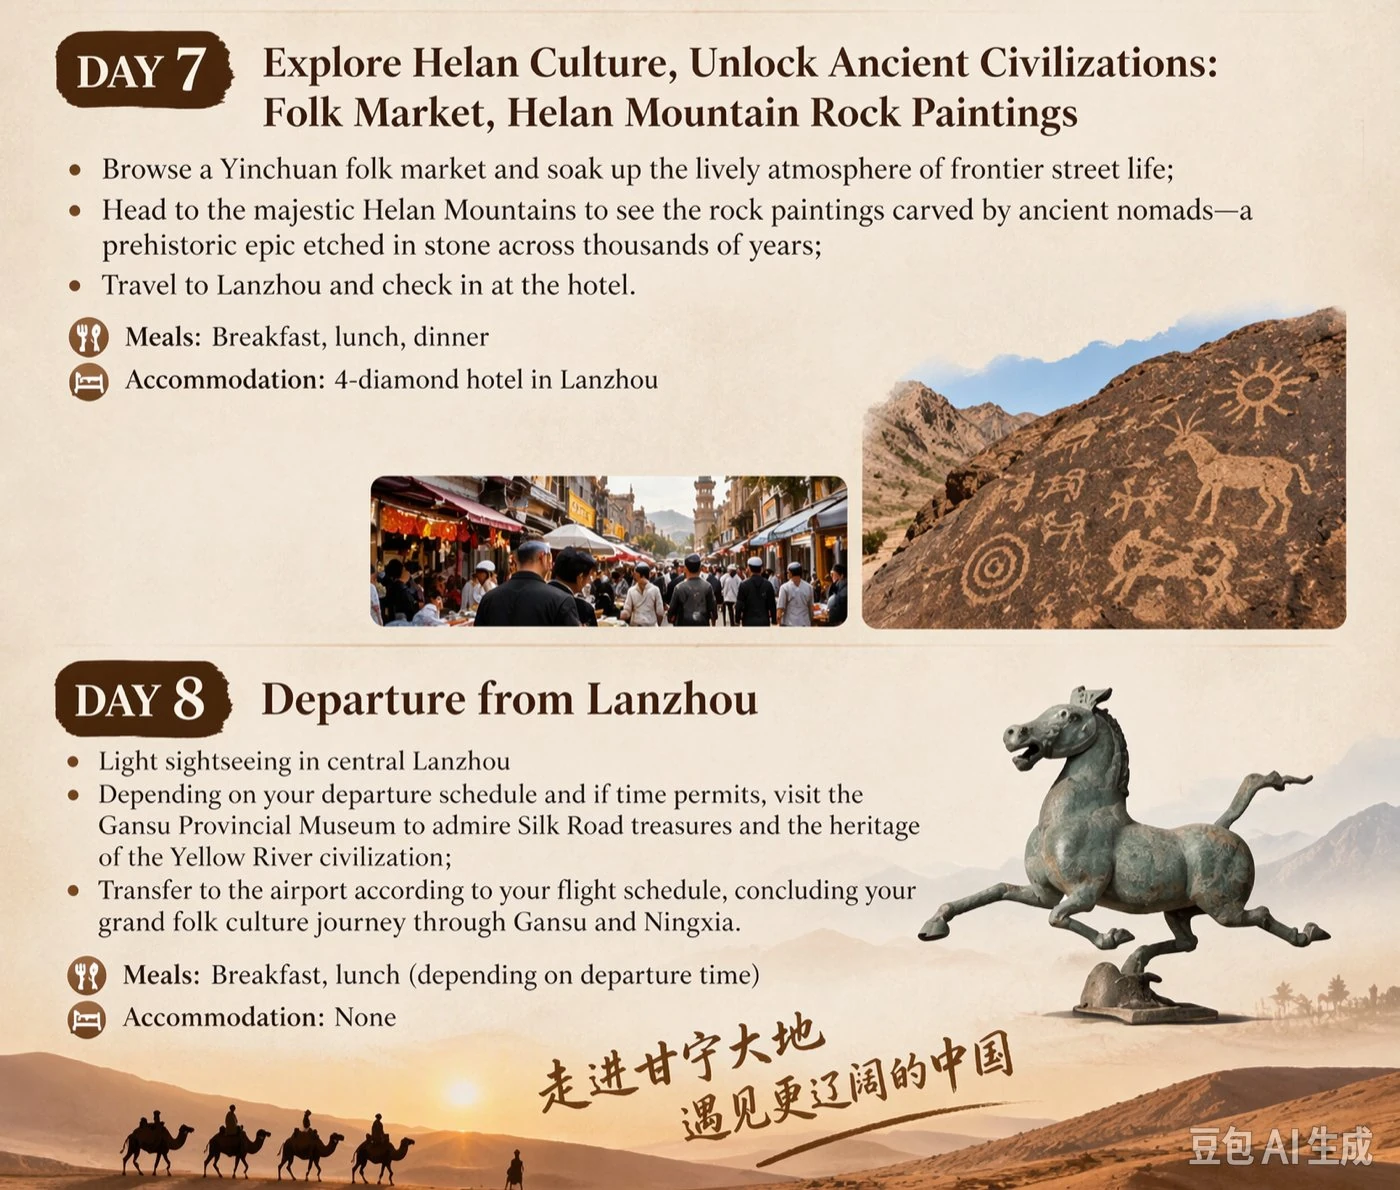 DAY 7
Explore Helan Culture, Unlock Ancient Civilizations:
Folk Market, Helan Mountain Rock Paintings
• Browse a Yinchuan folk market and soak up the lively atmosphere of frontier street life;
• Head to the majestic Helan Mountains to see the rock paintings carved by ancient nomads—a
prehistoric epic etched in stone across thousands of years;
• Travel to Lanzhou and check in at the hotel.
Meals: Breakfast, lunch, dinner
Accommodation: 4-diamond hotel in Lanzhou
DAY 8
Departure from Lanzhou
• Light sightseeing in central Lanzhou
• Depending on your departure schedule and if time permits, visit the
Gansu Provincial Museum to admire Silk Road treasures and the heritage
of the Yellow River civilization;
• Transfer to the airport according to your flight schedule, concluding your
grand folk culture journey through Gansu and Ningxia.
Meals: Breakfast, lunch (depending on departure time)
Accommodation: None
走进甘宁大地
遇见更辽阔的中国
豆包AI生成